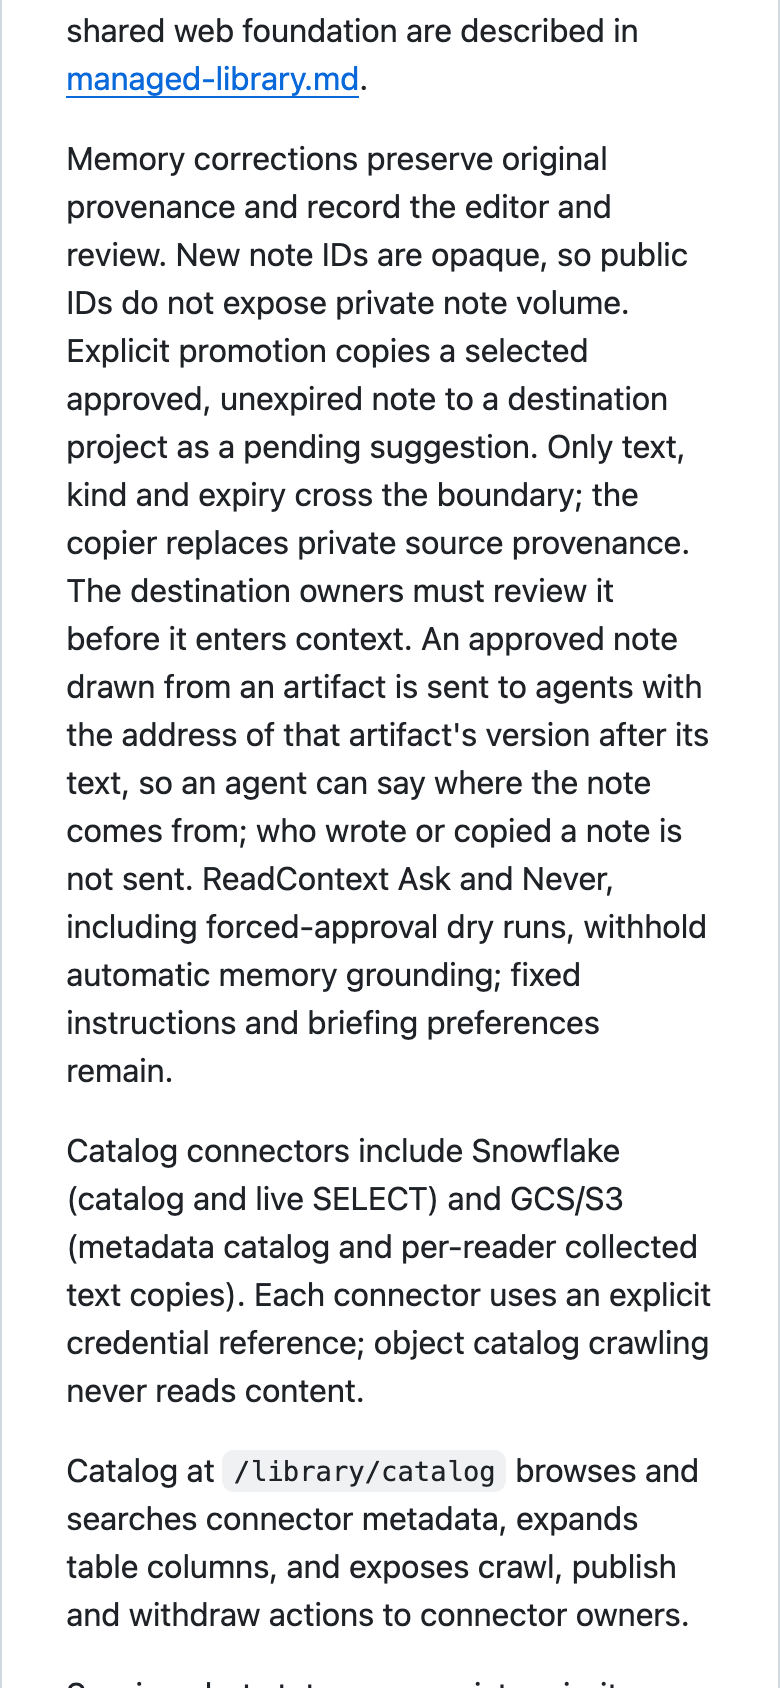 shared web foundation are described in
managed-library.md.
Memory corrections preserve original
provenance and record the editor and
review. New note IDs are opaque, so public
IDs do not expose private note volume.
Explicit promotion copies a selected
approved, unexpired note to a destination
project as a pending suggestion. Only text,
kind and expiry cross the boundary; the
copier replaces private source provenance.
The destination owners must review it
before it enters context. An approved note
drawn from an artifact is sent to agents with
the address of that artifact's version after its
text, so an agent can say where the note
comes from; who wrote or copied a note is
not sent. ReadContext Ask and Never,
including forced-approval dry runs, withhold
automatic memory grounding; fixed
instructions and briefing preferences
remain.
Catalog connectors include Snowflake
(catalog and live SELECT) and GCS/S3
(metadata catalog and per-reader collected
text copies). Each connector uses an explicit
credential reference; object catalog crawling
never reads content.
Catalog at /library/catalog browses and
searches connector metadata, expands
table columns, and exposes crawl, publish
and withdraw actions to connector owners.